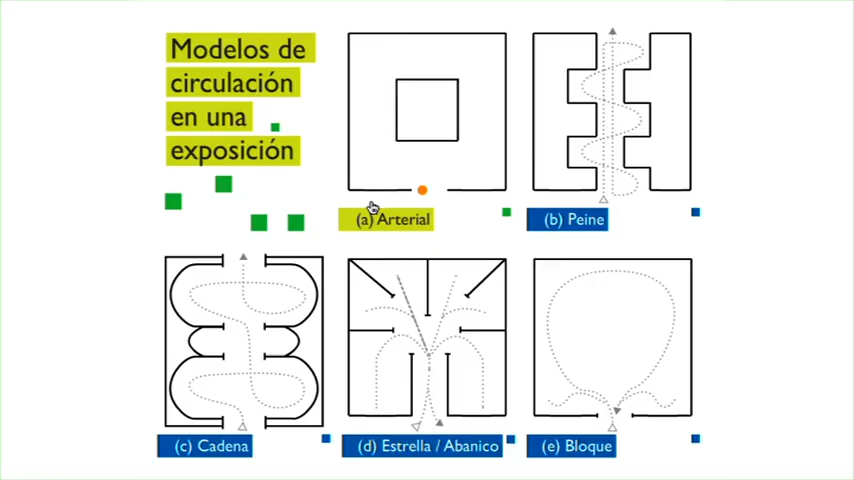 Modelos de
circulación
en una
exposición
(a) Arterial
(b) Peine
(c) Cadena
(d) Estrella / Abanico
(e) Bloque